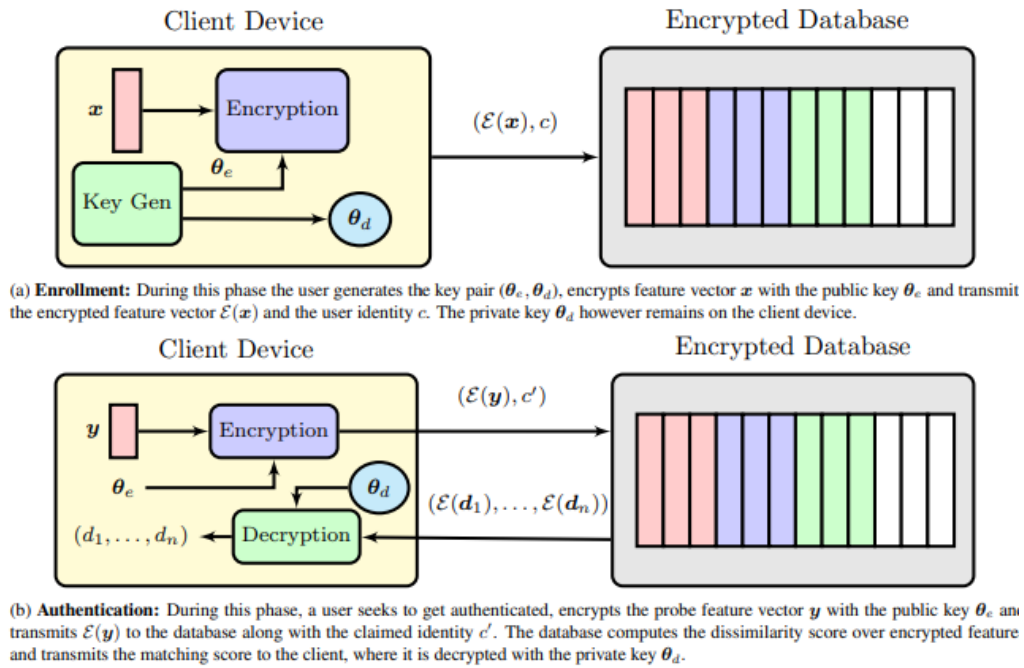 Client Device
Encrypted Database
x
Encryption
(ℰ(x), c)
θe
Key Gen
θd
(a) Enrollment: During this phase the user generates the key pair (θe, θd), encrypts feature vector x with the public key θe and transmit
the encrypted feature vector ℰ(x) and the user identity c. The private key θd however remains on the client device.
Client Device
Encrypted Database
(ℰ(y), c′)
y
Encryption
θe
θd
(ℰ(d1), . . . , ℰ(dn))
(d1, . . . , dn)
Decryption
(b) Authentication: During this phase, a user seeks to get authenticated, encrypts the probe feature vector y with the public key θe and
transmits ℰ(y) to the database along with the claimed identity c′. The database computes the dissimilarity score over encrypted feature
and transmits the matching score to the client, where it is decrypted with the private key θd.